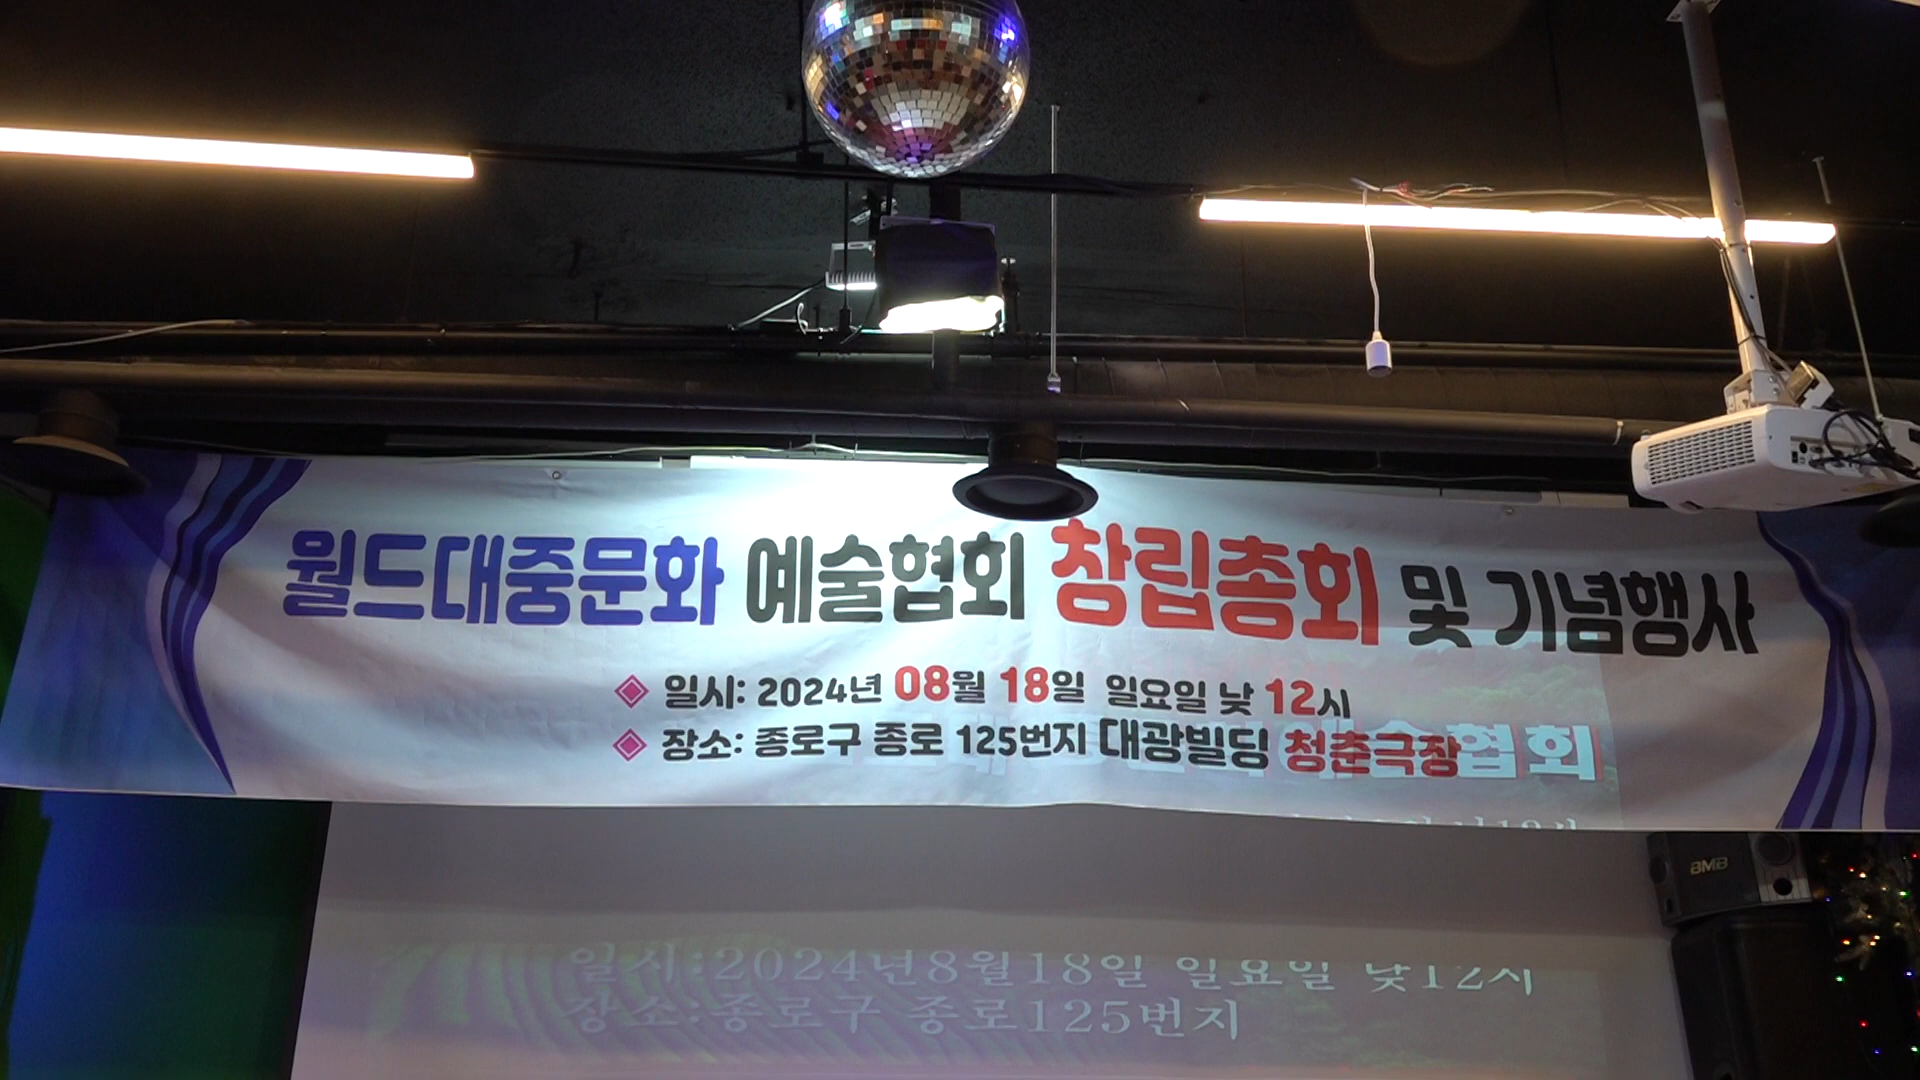 월드대중문화 예술협회 창립총회 및 기념행사
일시: 2024년 08월 18일 일요일 낮 12시
장소: 종로구 종로 125번지 대광빌딩 청춘극장
협회
BMB
일시:2024년8월18일 일요일 낮12시
장소:종로구 종로125번지